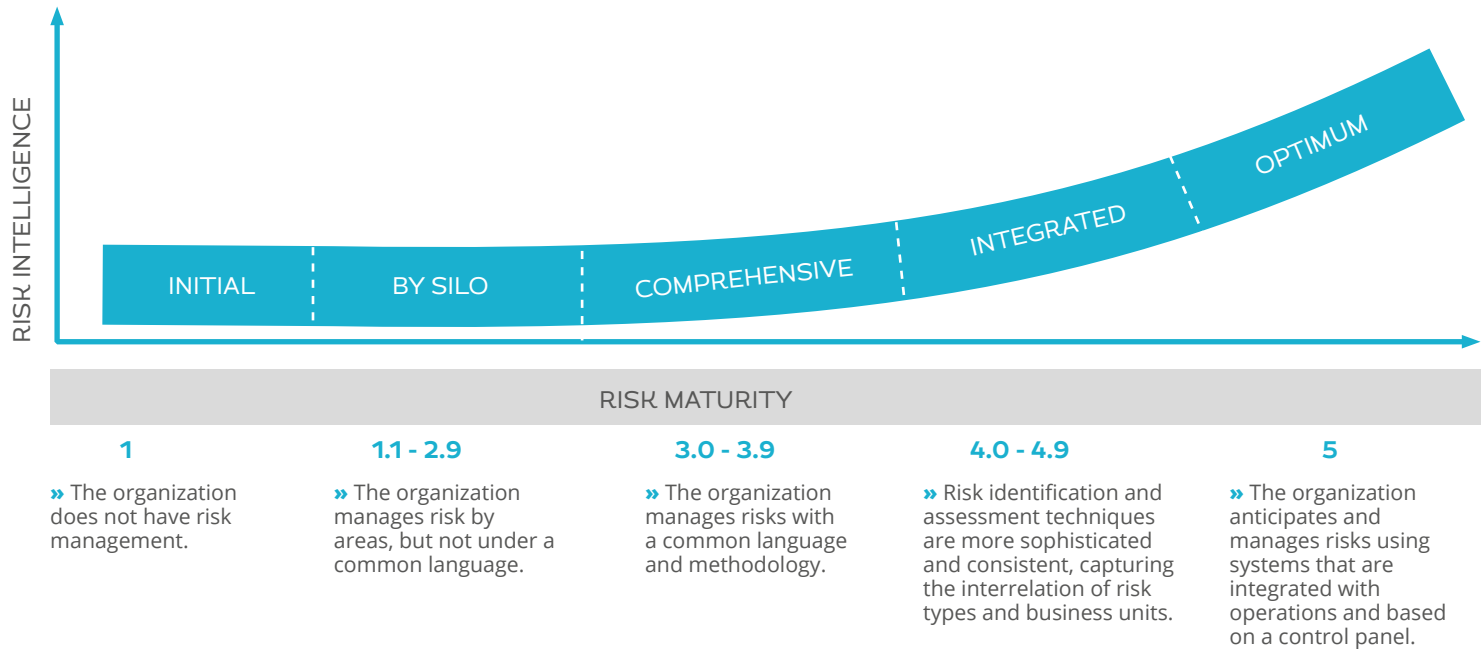 RISK INTELLIGENCE
INITIAL
BY SILO
COMPREHENSIVE
INTEGRATED
OPTIMUM
RISK MATURITY
1
» The organization
does not have risk
management.
1.1 - 2.9
» The organization
manages risk by
areas, but not under a
common language.
3.0 - 3.9
» The organization
manages risks with
a common language
and methodology.
4.0 - 4.9
» Risk identification and
assessment techniques
are more sophisticated
and consistent, capturing
the interrelation of risk
types and business units.
5
» The organization
anticipates and
manages risks using
systems that are
integrated with
operations and based
on a control panel.